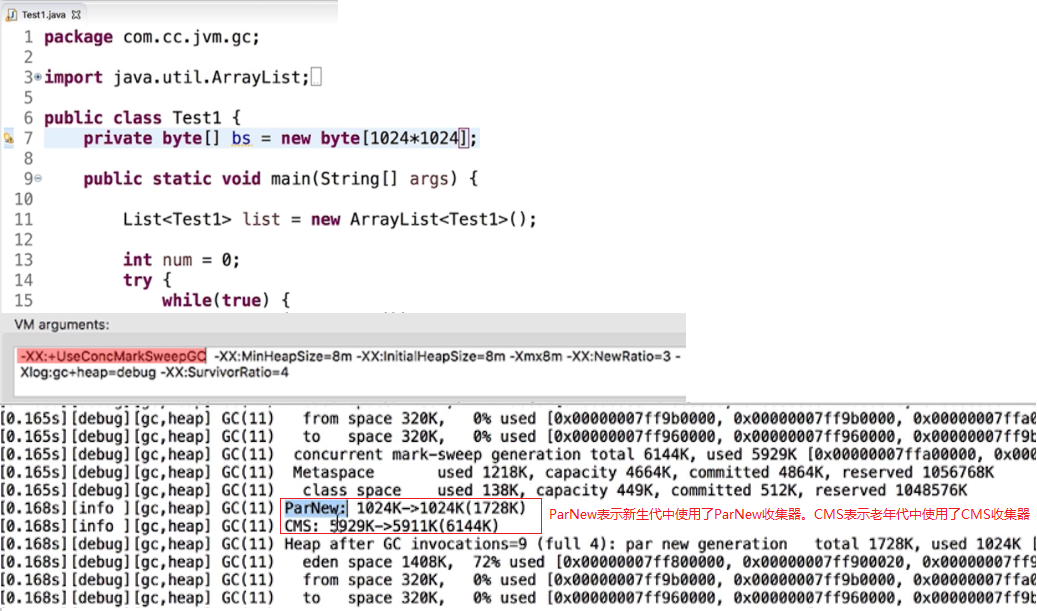 Test1.java
1 package com.cc.jvm.gc;
2
3 import java.util.ArrayList;
5
6 public class Test1 {
7 private byte[] bs = new byte[1024*1024];
8
9 public static void main(String[] args) {
10
11 List<Test1> list = new ArrayList<Test1>();
12
13 int num = 0;
14 try {
15 while(true) {
VM arguments:
-XX:+UseConcMarkSweepGC -XX:MinHeapSize=8m -XX:InitialHeapSize=8m -Xmx8m -XX:NewRatio=3 -
Xlog:gc+heap=debug -XX:SurvivorRatio=4
[0.165s][debug][gc,heap] GC(11) from space 320K, 0% used [0x00000007ff9b0000, 0x00000007ff9b0000, 0x00000007ffa0
[0.165s][debug][gc,heap] GC(11) to space 320K, 0% used [0x00000007ff960000, 0x00000007ff960000, 0x00000007ff9b
[0.165s][debug][gc,heap] GC(11) concurrent mark-sweep generation total 6144K, used 5929K [0x00000007ffa00000, 0x000
[0.165s][debug][gc,heap] GC(11) Metaspace used 1218K, capacity 4664K, committed 4864K, reserved 1056768K
[0.165s][debug][gc,heap] GC(11) class space used 138K, capacity 449K, committed 512K, reserved 1048576K
[0.168s][info ][gc,heap] GC(11) ParNew: 1024K->1024K(1728K) ParNew表示新生代中使用了ParNew收集器。CMS表示老年代中使用了CMS收集器
[0.168s][info ][gc,heap] GC(11) CMS: 5929K->5911K(6144K)
[0.168s][debug][gc,heap] GC(11) Heap after GC invocations=9 (full 4): par new generation total 1728K, used 1024K [
[0.168s][debug][gc,heap] GC(11) eden space 1408K, 72% used [0x00000007ff800000, 0x00000007ff900020, 0x00000007ff9
[0.168s][debug][gc,heap] GC(11) from space 320K, 0% used [0x00000007ff9b0000, 0x00000007ff9b0000, 0x00000007ffa0
[0.168s][debug][gc,heap] GC(11) to space 320K, 0% used [0x00000007ff960000, 0x00000007ff960000, 0x00000007ff9b